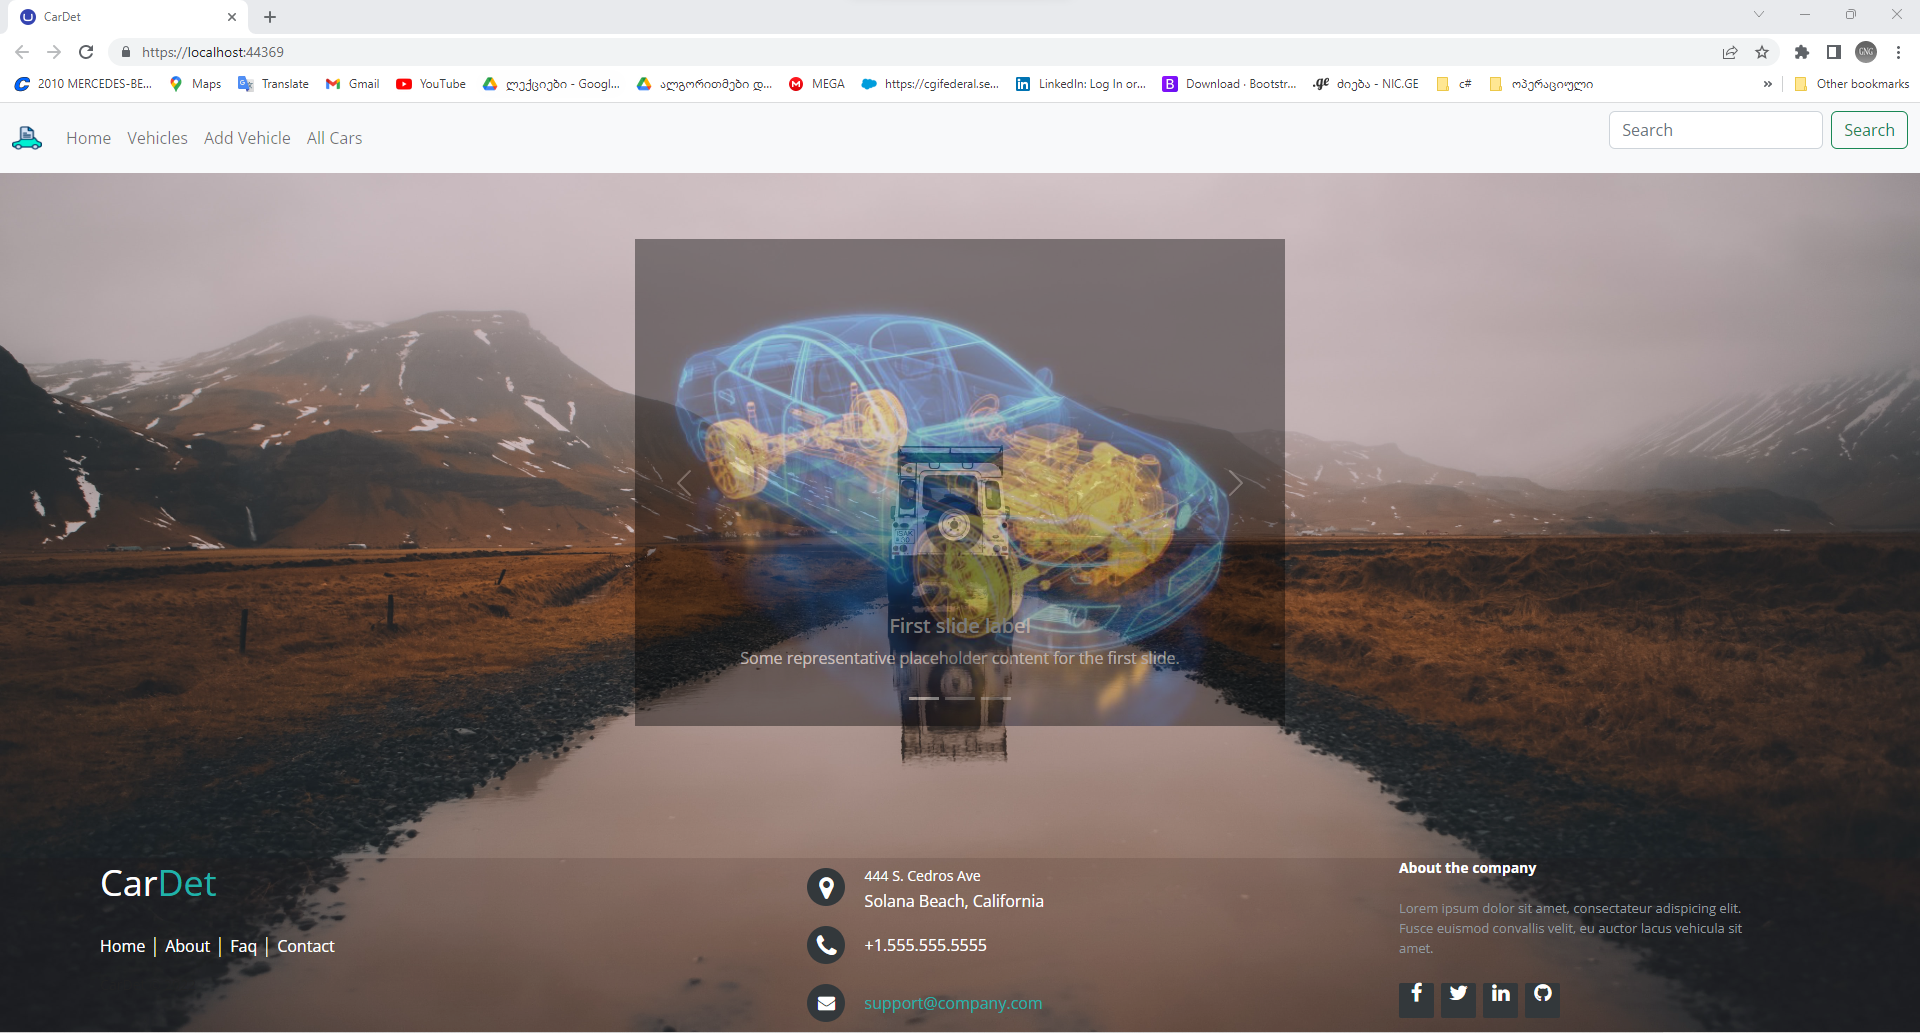 CarDet
https://localhost:44369
GNG
2010 MERCEDES-BE...
Maps
Translate
Gmail
YouTube
ლექციები - Googl...
ალგორითმები დ...
MEGA
https://cgifederal.se...
LinkedIn: Log In or...
Download · Bootstr...
.ge ძიება - NIC.GE
c#
ოპერაციული
»
Other bookmarks
Home Vehicles Add Vehicle All Cars
Search Search
First slide label
Some representative placeholder content for the first slide.
CarDet
Home | About | Faq | Contact
444 S. Cedros Ave
Solana Beach, California
+1.555.555.5555
support@company.com
About the company
Lorem ipsum dolor sit amet, consectateur adispicing elit.
Fusce euismod convallis velit, eu auctor lacus vehicula sit
amet.